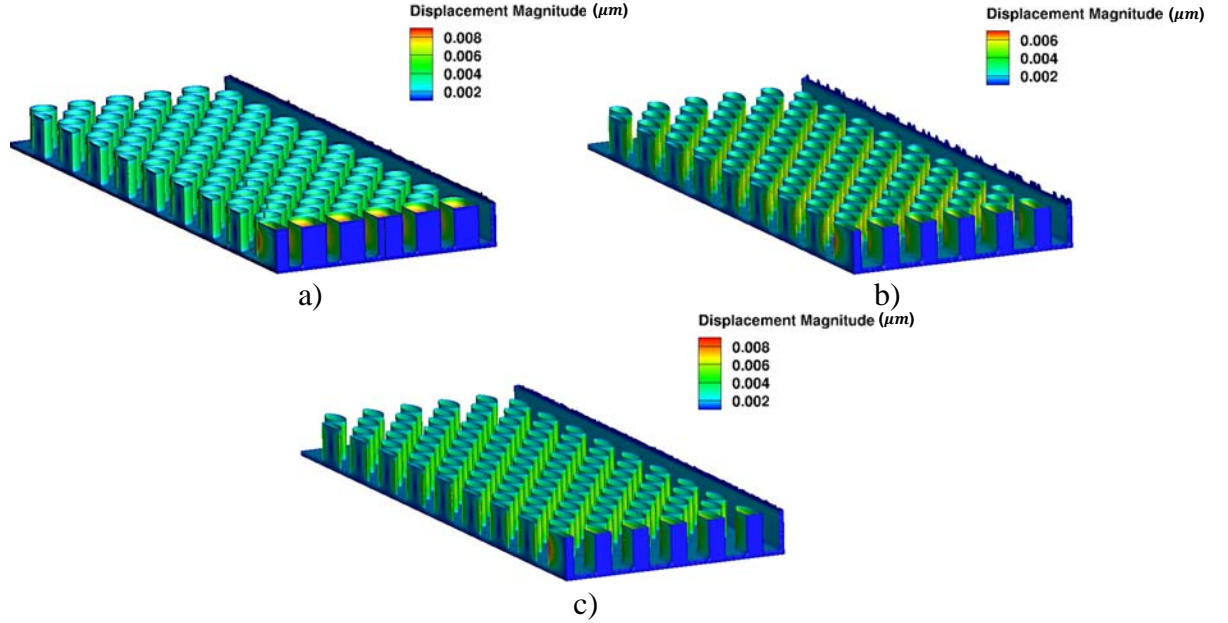 Displacement Magnitude (μm)
0.008
0.006
0.004
0.002
a)
Displacement Magnitude (μm)
0.006
0.004
0.002
b)
Displacement Magnitude (μm)
0.008
0.006
0.004
0.002
c)